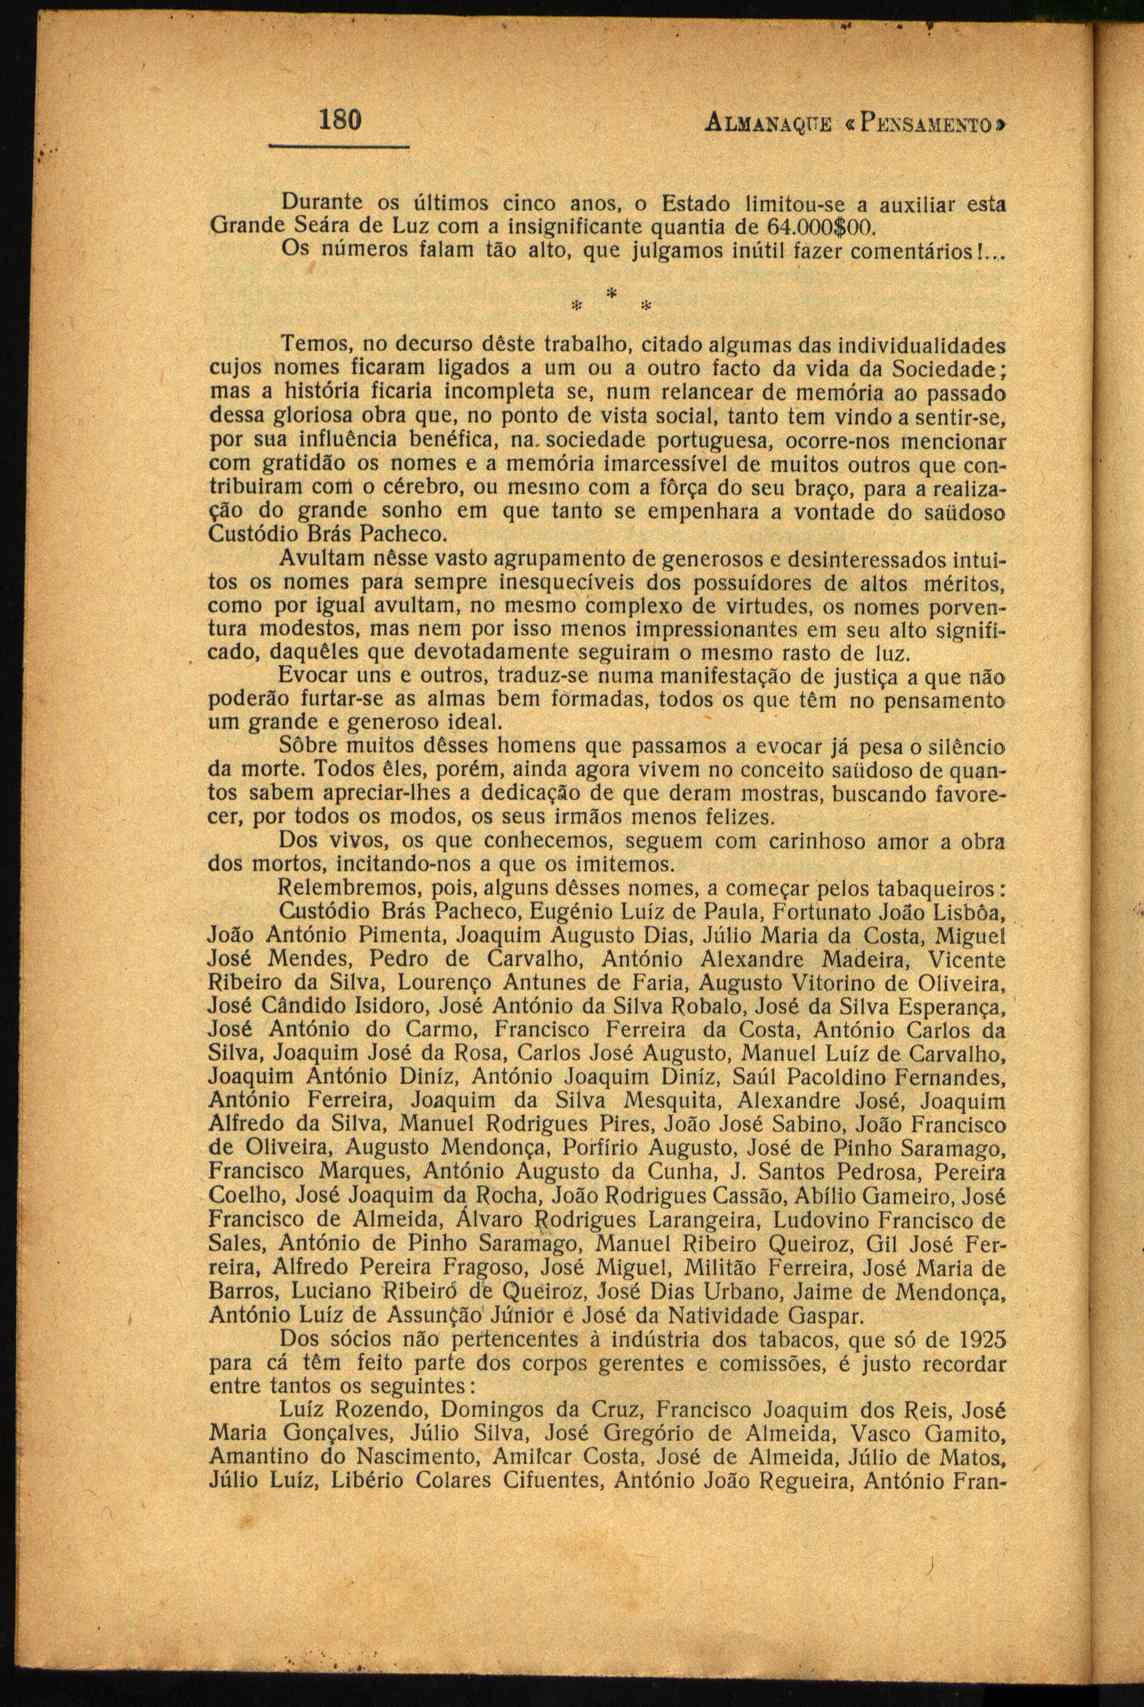 180
ALMANAQUE «PENSAMENTO»
Durante os últimos cinco anos, o Estado limitou-se a auxiliar esta
Grande Seára de Luz com a insignificante quantia de 64.000$00.
Os números falam tão alto, que julgamos inútil fazer comentários!...
* * *
Temos, no decurso dêste trabalho, citado algumas das individualidades
cujos nomes ficaram ligados a um ou a outro facto da vida da Sociedade;
mas a história ficaria incompleta se, num relancear de memória ao passado
dessa gloriosa obra que, no ponto de vista social, tanto tem vindo a sentir-se,
por sua influência benéfica, na sociedade portuguesa, ocorre-nos mencionar
com gratidão os nomes e a memória imarcessível de muitos outros que con-
tribuiram com o cérebro, ou mesmo com a fôrça do seu braço, para a realiza-
ção do grande sonho em que tanto se empenhara a vontade do saüdoso
Custódio Brás Pacheco.
Avultam nêsse vasto agrupamento de generosos e desinteressados intui-
tos os nomes para sempre inesquecíveis dos possuídores de altos méritos,
como por igual avultam, no mesmo complexo de virtudes, os nomes porven-
tura modestos, mas nem por isso menos impressionantes em seu alto signifi-
cado, daquêles que devotadamente seguiram o mesmo rasto de luz.
Evocar uns e outros, traduz-se numa manifestação de justiça a que não
poderão furtar-se as almas bem formadas, todos os que têm no pensamento
um grande e generoso ideal.
Sôbre muitos dêsses homens que passamos a evocar já pesa o silêncio
da morte. Todos êles, porém, ainda agora vivem no conceito saüdoso de quan-
tos sabem apreciar-lhes a dedicação de que deram mostras, buscando favore-
cer, por todos os modos, os seus irmãos menos felizes.
Dos vivos, os que conhecemos, seguem com carinhoso amor a obra
dos mortos, incitando-nos a que os imitemos.
Relembremos, pois, alguns dêsses nomes, a começar pelos tabaqueiros:
Custódio Brás Pacheco, Eugénio Luíz de Paula, Fortunato João Lisbôa,
João António Pimenta, Joaquim Augusto Dias, Júlio Maria da Costa, Miguel
José Mendes, Pedro de Carvalho, António Alexandre Madeira, Vicente
Ribeiro da Silva, Lourenço Antunes de Faria, Augusto Vitorino de Oliveira,
José Cândido Isidoro, José António da Silva Robalo, José da Silva Esperança,
José António do Carmo, Francisco Ferreira da Costa, António Carlos da
Silva, Joaquim José da Rosa, Carlos José Augusto, Manuel Luíz de Carvalho,
Joaquim António Diníz, António Joaquim Diníz, Saúl Pacoldino Fernandes,
António Ferreira, Joaquim da Silva Mesquita, Alexandre José, Joaquim
Alfredo da Silva, Manuel Rodrigues Pires, João José Sabino, João Francisco
de Oliveira, Augusto Mendonça, Porfírio Augusto, José de Pinho Saramago,
Francisco Marques, António Augusto da Cunha, J. Santos Pedrosa, Pereira
Coelho, José Joaquim da Rocha, João Rodrigues Cassão, Abílio Gameiro, José
Francisco de Almeida, Álvaro Rodrigues Larangeira, Ludovino Francisco de
Sales, António de Pinho Saramago, Manuel Ribeiro Queiroz, Gil José Fer-
reira, Alfredo Pereira Fragoso, José Miguel, Militão Ferreira, José Maria de
Barros, Luciano Ribeiro de Queiroz, José Dias Urbano, Jaime de Mendonça,
António Luíz de Assunção Júnior e José da Natividade Gaspar.
Dos sócios não pertencentes à indústria dos tabacos, que só de 1925
para cá têm feito parte dos corpos gerentes e comissões, é justo recordar
entre tantos os seguintes:
Luíz Rozendo, Domingos da Cruz, Francisco Joaquim dos Reis, José
Maria Gonçalves, Júlio Silva, José Gregório de Almeida, Vasco Gamito,
Amantino do Nascimento, Amilcar Costa, José de Almeida, Júlio de Matos,
Júlio Luíz, Libério Colares Cifuentes, António João Regueira, António Fran-